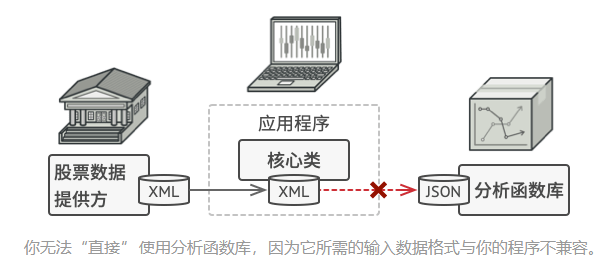 应用程序
股票数据
提供方
XML
核心类
XML
JSON
分析函数库
你无法“直接” 使用分析函数库，因为它所需的输入数据格式与你的程序不兼容。